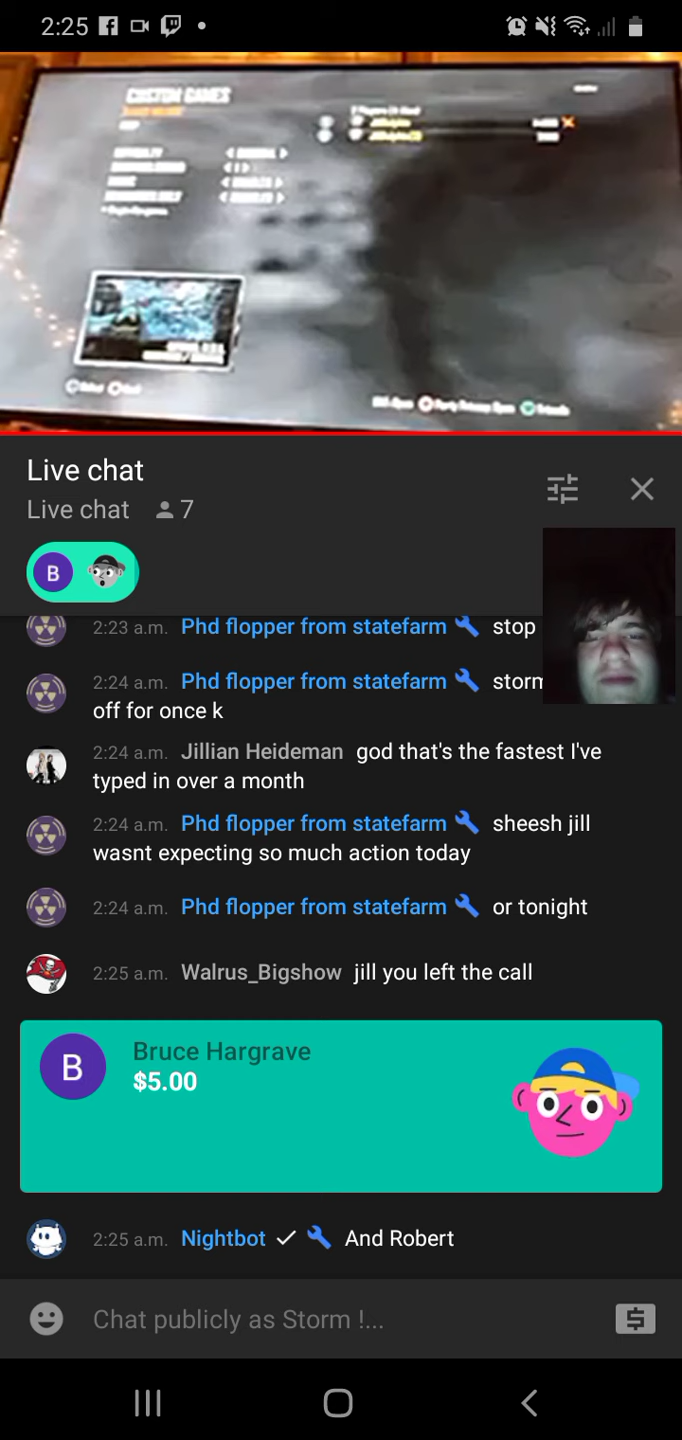 2:25
CUSTOM GAMES
Live chat
Live chat 7
B
2:23 a.m. Phd flopper from statefarm stop
2:24 a.m. Phd flopper from statefarm storm
off for once k
2:24 a.m. Jillian Heideman god that's the fastest I've
typed in over a month
2:24 a.m. Phd flopper from statefarm sheesh jill
wasnt expecting so much action today
2:24 a.m. Phd flopper from statefarm or tonight
2:25 a.m. Walrus_Bigshow jill you left the call
B
Bruce Hargrave
$5.00
2:25 a.m. Nightbot And Robert
Chat publicly as Storm !...